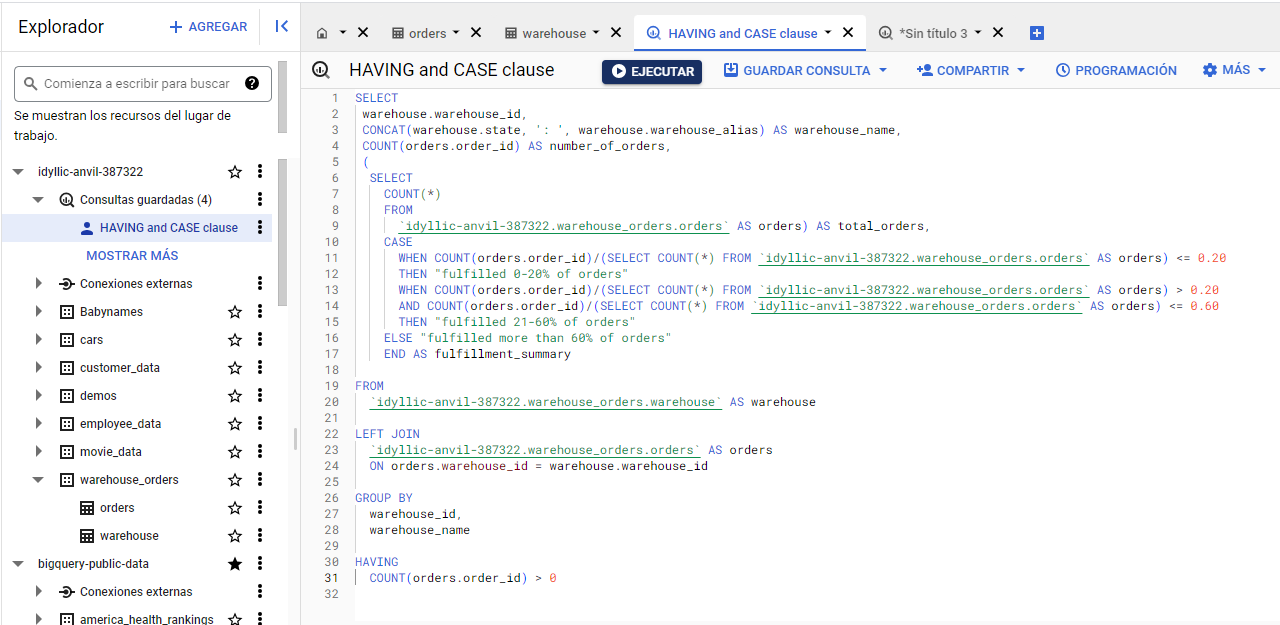 Explorador
AGREGAR
Comienza a escribir para buscar
Se muestran los recursos del lugar de
trabajo.
idyllic-anvil-387322
Consultas guardadas (4)
HAVING and CASE clause
MOSTRAR MÁS
Conexiones externas
Babynames
cars
customer_data
demos
employee_data
movie_data
warehouse_orders
orders
warehouse
bigquery-public-data
Conexiones externas
america_health_rankings
orders
warehouse
HAVING and CASE clause
*Sin título 3
HAVING and CASE clause
EJECUTAR
GUARDAR CONSULTA
COMPARTIR
PROGRAMACIÓN
MÁS
1 SELECT
2 warehouse.warehouse_id,
3 CONCAT(warehouse.state, ': ', warehouse.warehouse_alias) AS warehouse_name,
4 COUNT(orders.order_id) AS number_of_orders,
5 (
6 SELECT
7 COUNT(*)
8 FROM
9 `idyllic-anvil-387322.warehouse_orders.orders` AS orders) AS total_orders,
10 CASE
11 WHEN COUNT(orders.order_id)/(SELECT COUNT(*) FROM `idyllic-anvil-387322.warehouse_orders.orders` AS orders) <= 0.20
12 THEN "fulfilled 0-20% of orders"
13 WHEN COUNT(orders.order_id)/(SELECT COUNT(*) FROM `idyllic-anvil-387322.warehouse_orders.orders` AS orders) > 0.20
14 AND COUNT(orders.order_id)/(SELECT COUNT(*) FROM `idyllic-anvil-387322.warehouse_orders.orders` AS orders) <= 0.60
15 THEN "fulfilled 21-60% of orders"
16 ELSE "fulfilled more than 60% of orders"
17 END AS fulfillment_summary
18
19 FROM
20 `idyllic-anvil-387322.warehouse_orders.warehouse` AS warehouse
21
22 LEFT JOIN
23 `idyllic-anvil-387322.warehouse_orders.orders` AS orders
24 ON orders.warehouse_id = warehouse.warehouse_id
25
26 GROUP BY
27 warehouse_id,
28 warehouse_name
29
30 HAVING
31 COUNT(orders.order_id) > 0
32